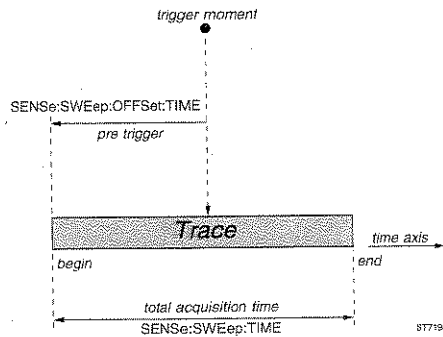 trigger moment
SENSe:SWEep:OFFSet:TIME
pre trigger
Trace
time axis
begin
end
total acquisition time
SENSe:SWEep:TIME
ST7719